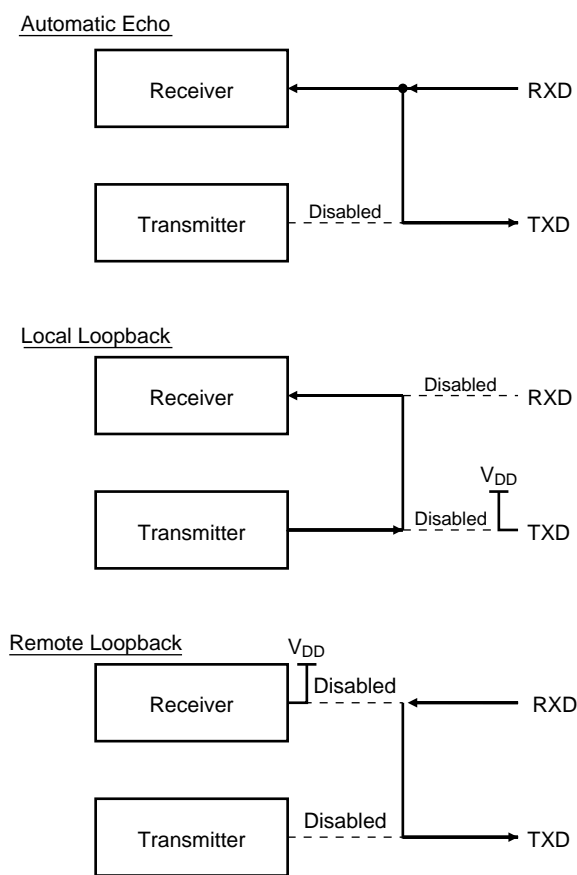 Automatic Echo
Receiver
RXD
Transmitter
Disabled
TXD
Local Loopback
Receiver
Disabled
RXD
VDD
Transmitter
Disabled
TXD
Remote Loopback
VDD
Receiver
Disabled
RXD
Transmitter
Disabled
TXD